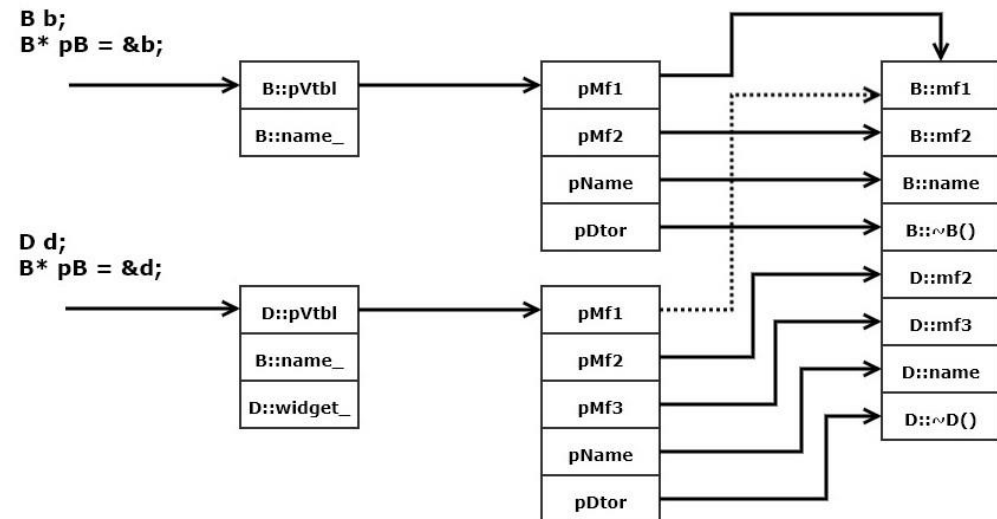 B b;
B* pB = &b;
B::pVtbl
B::name_
pMf1
pMf2
pName
pDtor
B::mf1
B::mf2
B::name
B::~B()
D::mf2
D::mf3
D::name
D::~D()
D d;
B* pB = &d;
D::pVtbl
B::name_
D::widget_
pMf1
pMf2
pMf3
pName
pDtor